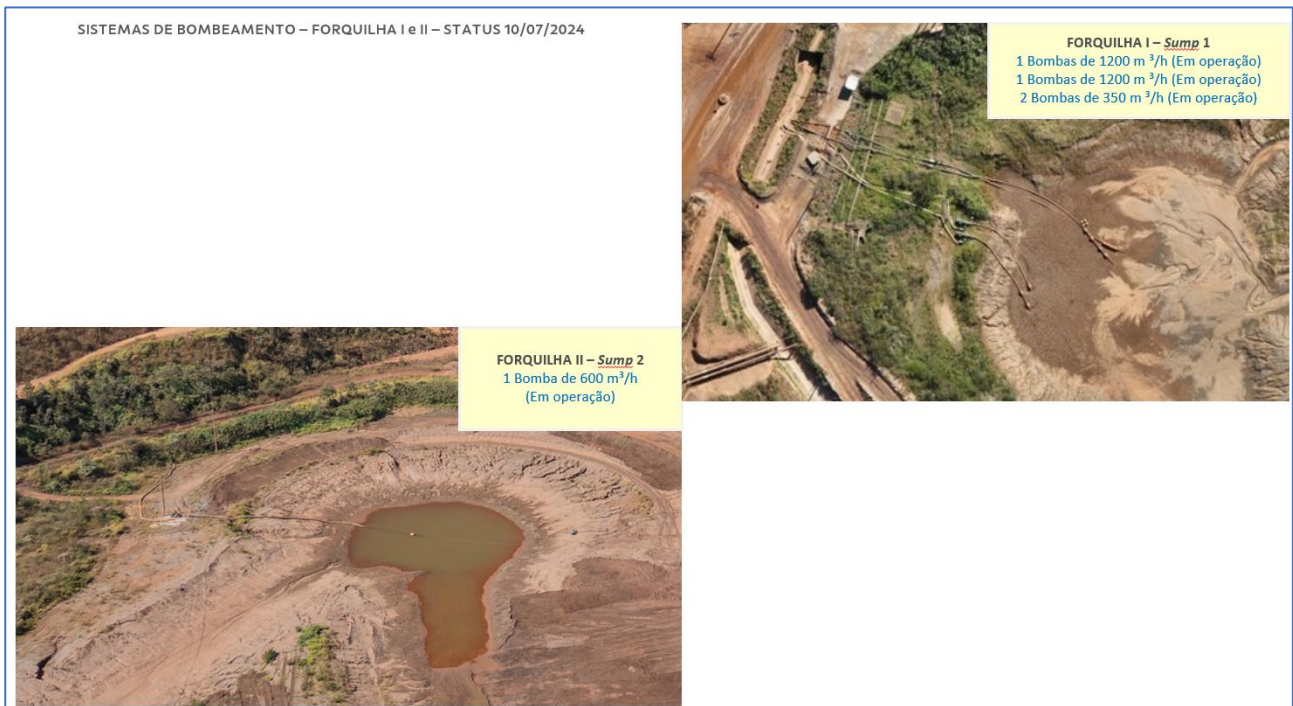 SISTEMAS DE BOMBEAMENTO – FORQUILHA I e II – STATUS 10/07/2024
FORQUILHA I – Sump 1
1 Bombas de 1200 m ³/h (Em operação)
1 Bombas de 1200 m ³/h (Em operação)
2 Bombas de 350 m ³/h (Em operação)
FORQUILHA II – Sump 2
1 Bomba de 600 m³/h
(Em operação)